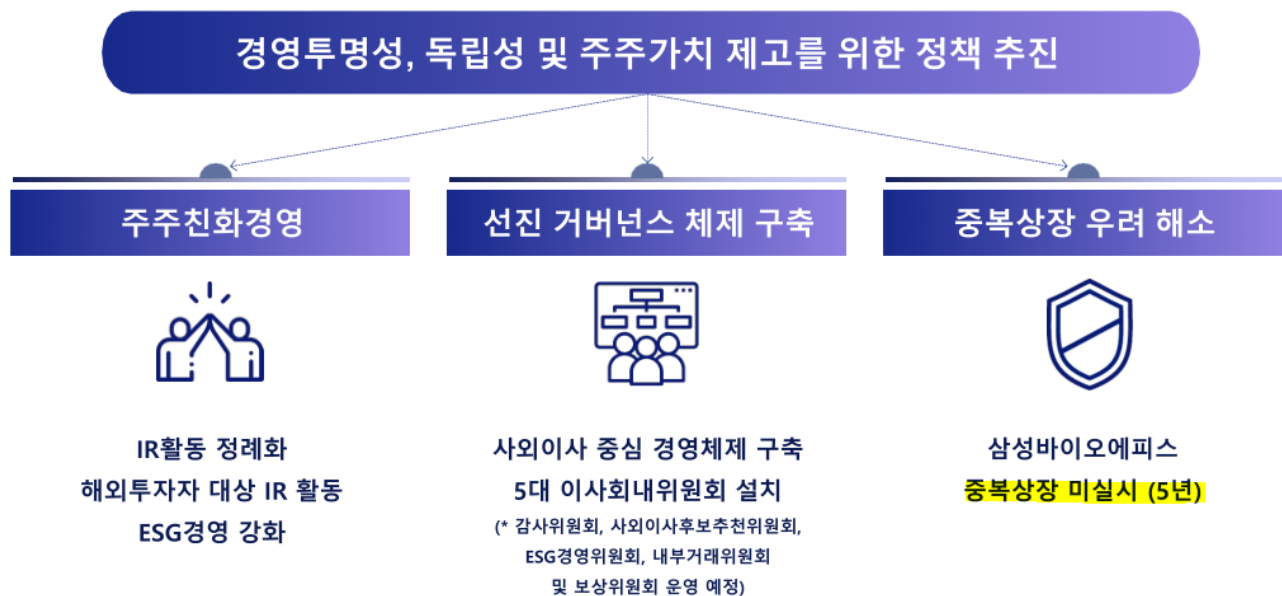 경영투명성, 독립성 및 주주가치 제고를 위한 정책 추진
주주친화경영
IR활동 정례화
해외투자자 대상 IR 활동
ESG경영 강화
선진 거버넌스 체제 구축
사외이사 중심 경영체제 구축
5대 이사회내위원회 설치
(* 감사위원회, 사외이사후보추천위원회,
ESG경영위원회, 내부거래위원회
및 보상위원회 운영 예정)
중복상장 우려 해소
삼성바이오에피스
중복상장 미실시 (5년)